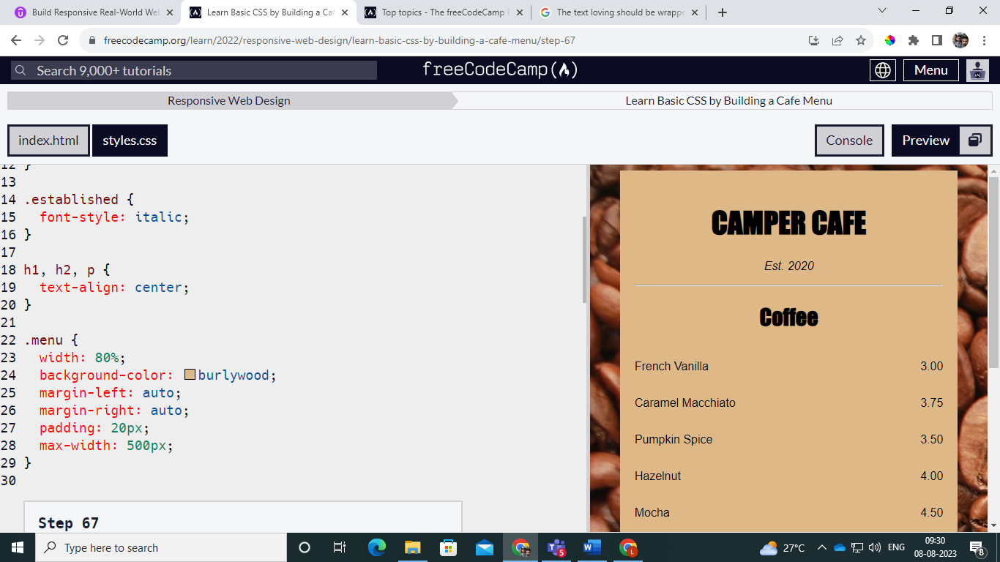 Build Responsive Real-World We
Learn Basic CSS by Building a Caf
Top topics - The freeCodeCamp F
The text loving should be wrappe
freecodecamp.org/learn/2022/responsive-web-design/learn-basic-css-by-building-a-cafe-menu/step-67
Search 9,000+ tutorials
freeCodeCamp
Menu
Responsive Web Design
Learn Basic CSS by Building a Cafe Menu
index.html
styles.css
Console
Preview
12 }
13
14 .established {
15 font-style: italic;
16 }
17
18 h1, h2, p {
19 text-align: center;
20 }
21
22 .menu {
23 width: 80%;
24 background-color: burlywood;
25 margin-left: auto;
26 margin-right: auto;
27 padding: 20px;
28 max-width: 500px;
29 }
30
Step 67
CAMPER CAFE
Est. 2020
Coffee
French Vanilla 3.00
Caramel Macchiato 3.75
Pumpkin Spice 3.50
Hazelnut 4.00
Mocha 4.50
Type here to search
5
W
L
27°C
ENG
09:30
08-08-2023
8